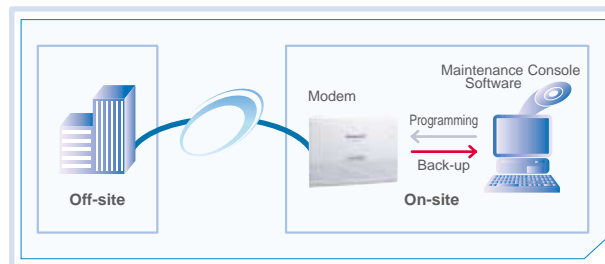 Maintenance Console
Software
Modem
Programming
Back-up
Off-site
On-site